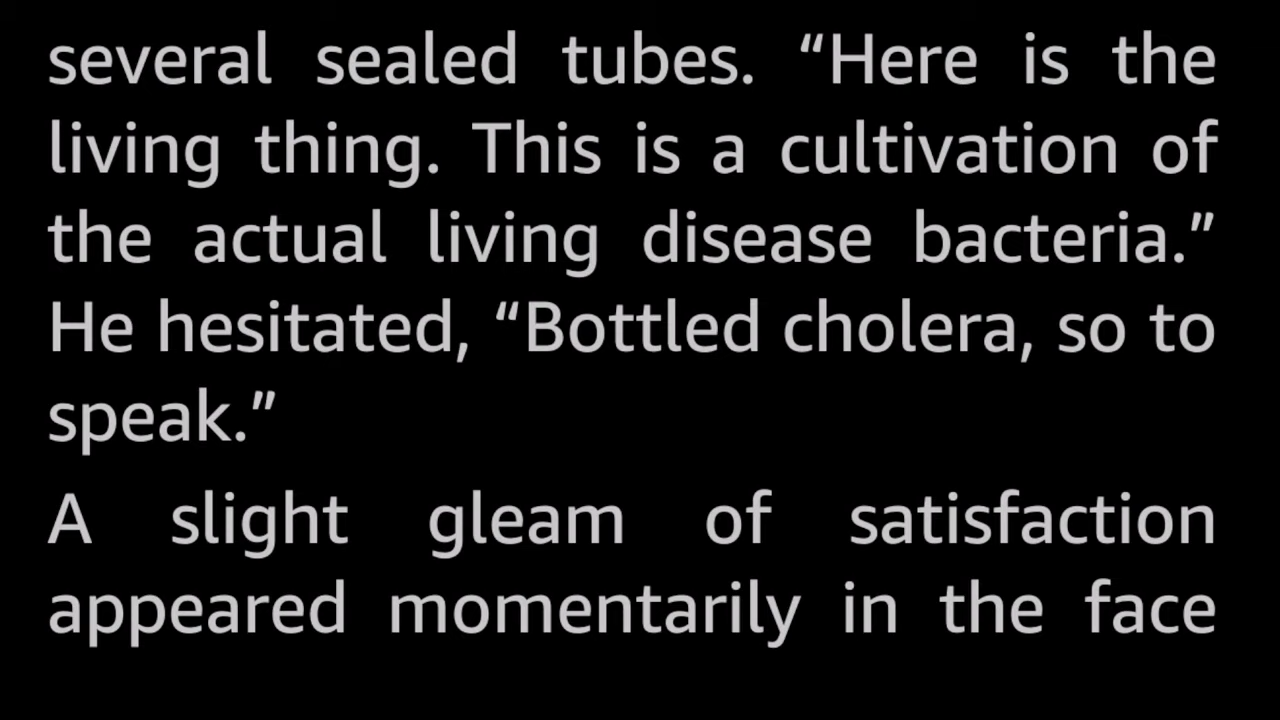 several sealed tubes. “Here is the
living thing. This is a cultivation of
the actual living disease bacteria.”
He hesitated, “Bottled cholera, so to
speak.”
A slight gleam of satisfaction
appeared momentarily in the face